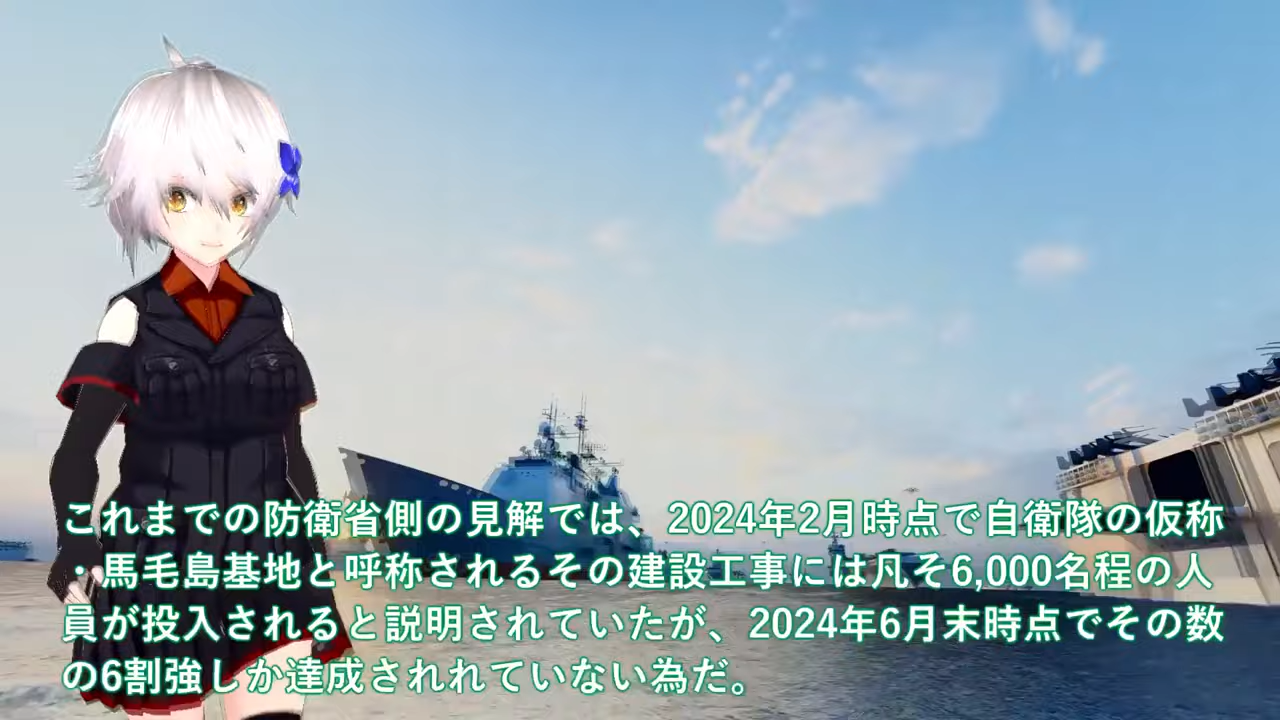 これまでの防衛省側の見解では、2024年2月時点で自衛隊の仮称
・馬毛島基地と呼称されるその建設工事には凡そ6,000名程の人
員が投入されると説明されていたが、2024年6月末時点でその数
の6割強しか達成されれていない為だ。